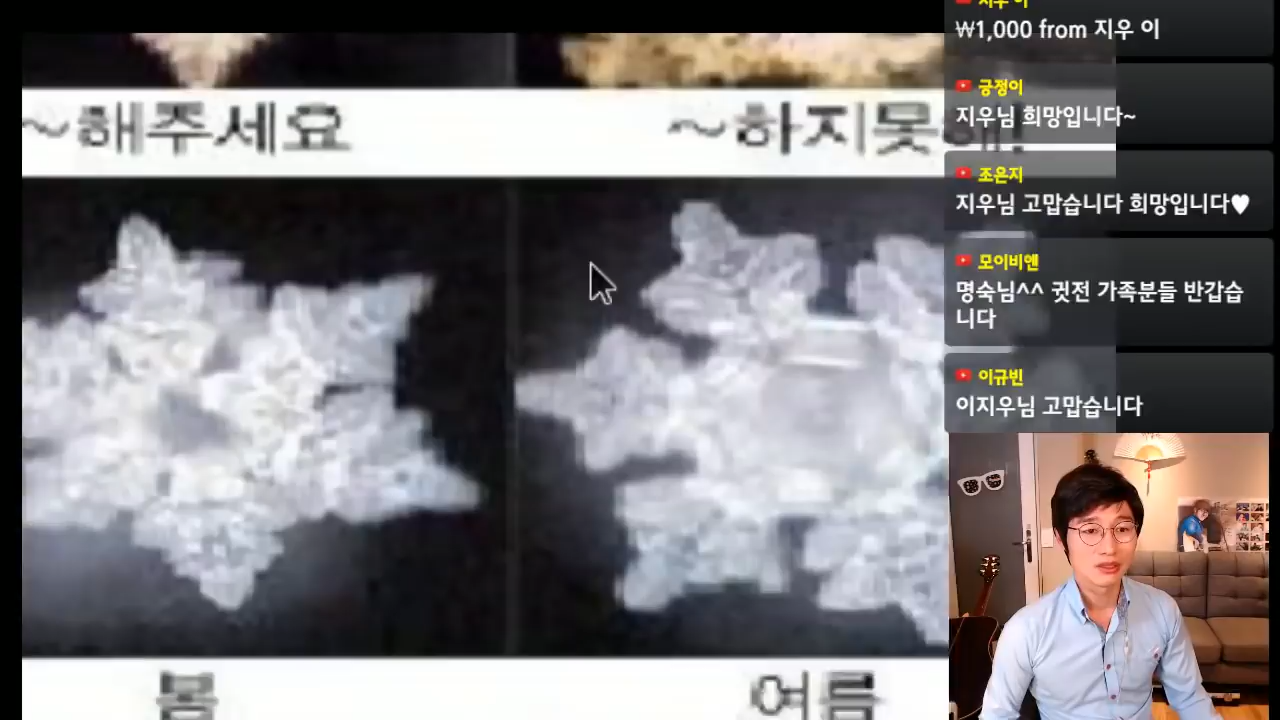 ~해주세요
~하지못해!
봄
여름
₩1,000 from 지우 이
긍정이
지우님 희망입니다~
조은지
지우님 고맙습니다 희망입니다♥
모이비엔
명숙님^^ 귓전 가족분들 반갑습
니다
이규빈
이지우님 고맙습니다